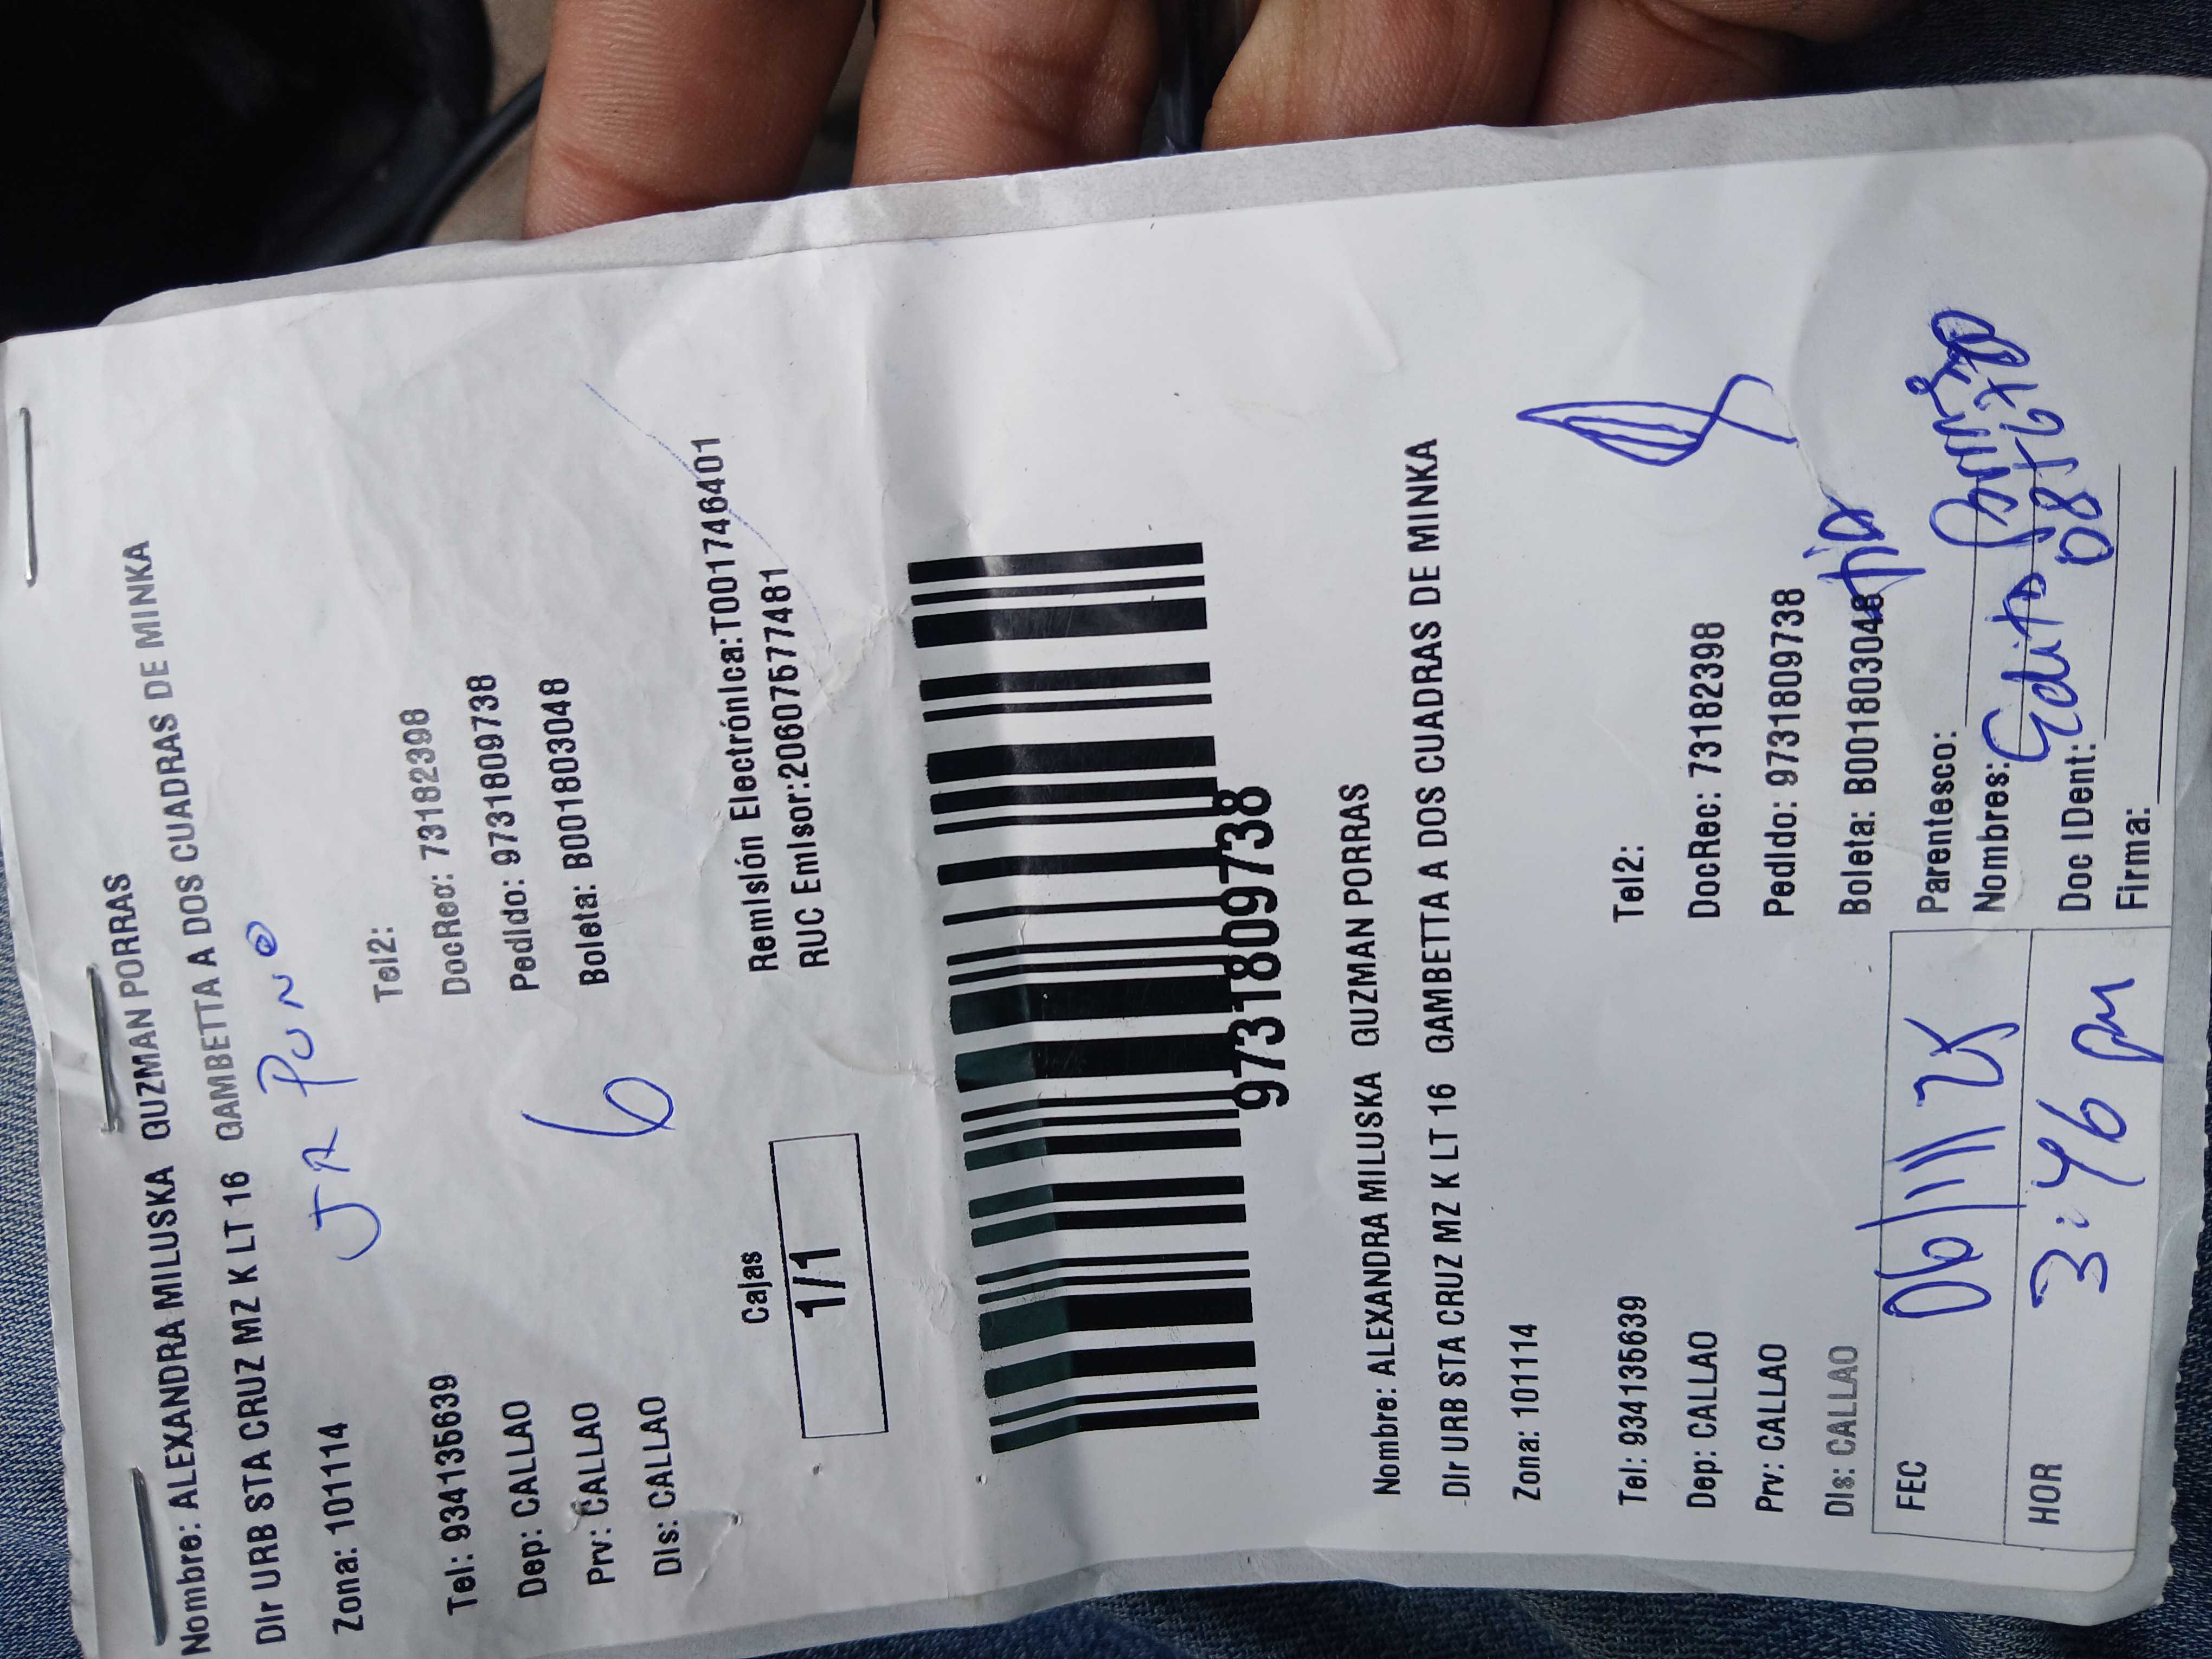 Nombre: ALEXANDRA MILUSKA GUZMAN PORRAS
Dir URB STA CRUZ MZ K LT 16 GAMBETTA A DOS CUADRAS DE MINKA
JR PUNO
Zona: 101114
Tel2:
Tel: 934135639
DocRec: 73182398
Dep: CALLAO
Pedido: 97318097​38
Prv: CALLAO
Boleta: B001803048
Dis: CALLAO
6
Cajas
1/1
Remisión Electrónica:T001746401
RUC Emisor:20607577481
9731809738
Nombre: ALEXANDRA MILUSKA GUZMAN PORRAS
Dir URB STA CRUZ MZ K LT 16 GAMBETTA A DOS CUADRAS DE MINKA
Zona: 101114
Tel: 934135639
Tel2:
Dep: CALLAO
DocRec: 73182398
Prv: CALLAO
Pedido: 9731809738
Dis: CALLAO
Boleta: B001803048
FEC 06/11/
Parentesco: tia
Nombres:
HOR 3:46 pm
Doc IDent:
Firma: